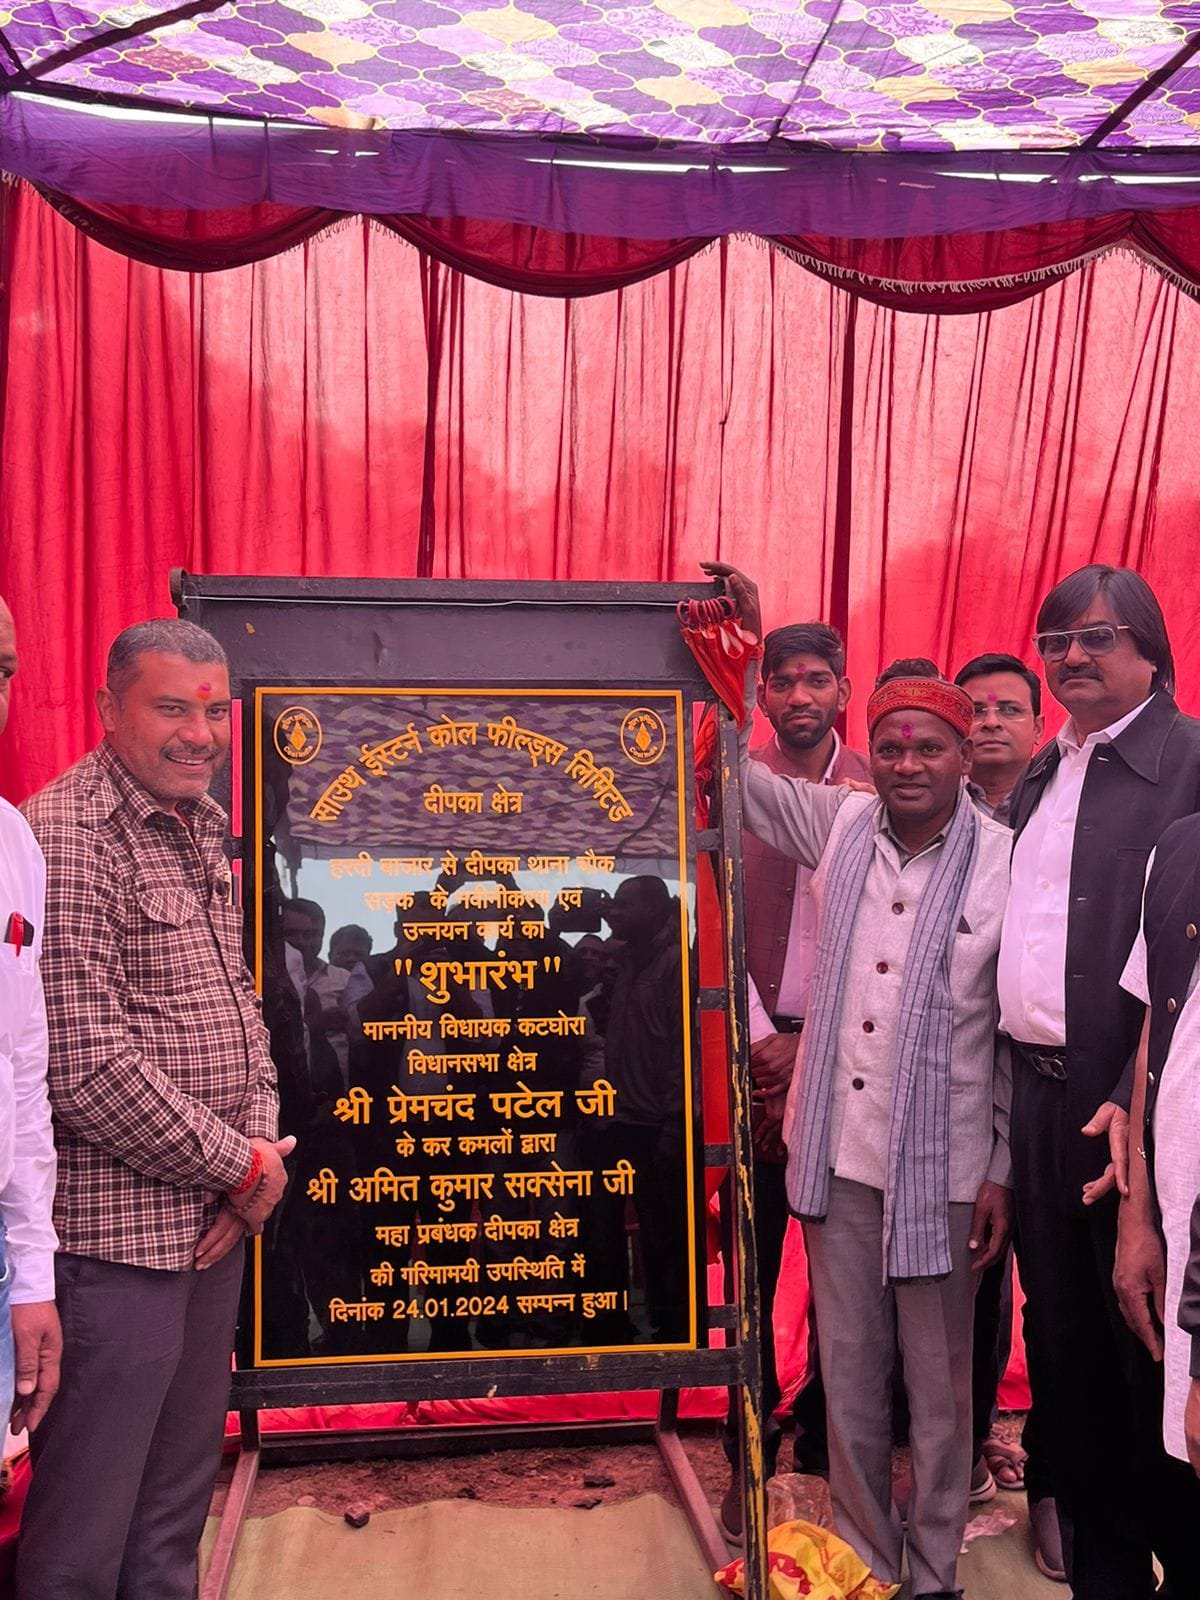 साउथ ईस्टर्न कोल फील्ड्स लिमिटेड
दीपका क्षेत्र
हरदी बाजार से दीपका थाना चौक
सड़क के नवीनीकरण एवं
उन्नयन कार्य का
"शुभारंभ"
माननीय विधायक कटघोरा
विधानसभा क्षेत्र
श्री प्रेमचंद पटेल जी
के कर कमलों द्वारा
श्री अमित कुमार सक्सेना जी
महा प्रबंधक दीपका क्षेत्र
की गरिमामयी उपस्थिति में
दिनांक 24.01.2024 सम्पन्न हुआ।